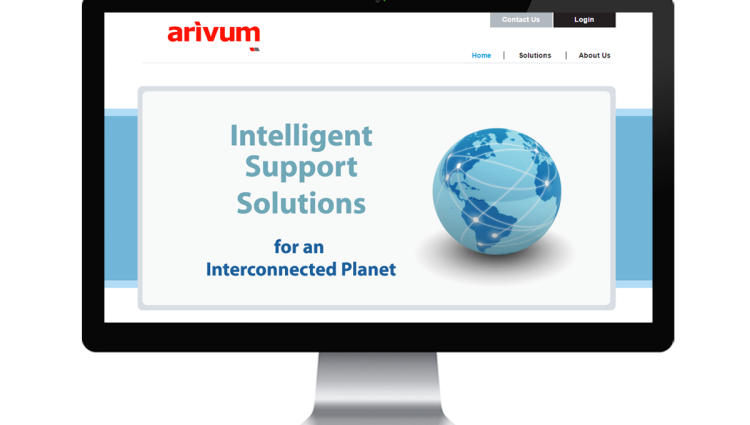 Contact Us
Login
arivum
Home | Solutions | About Us
Intelligent
Support
Solutions
for an
Interconnected Planet